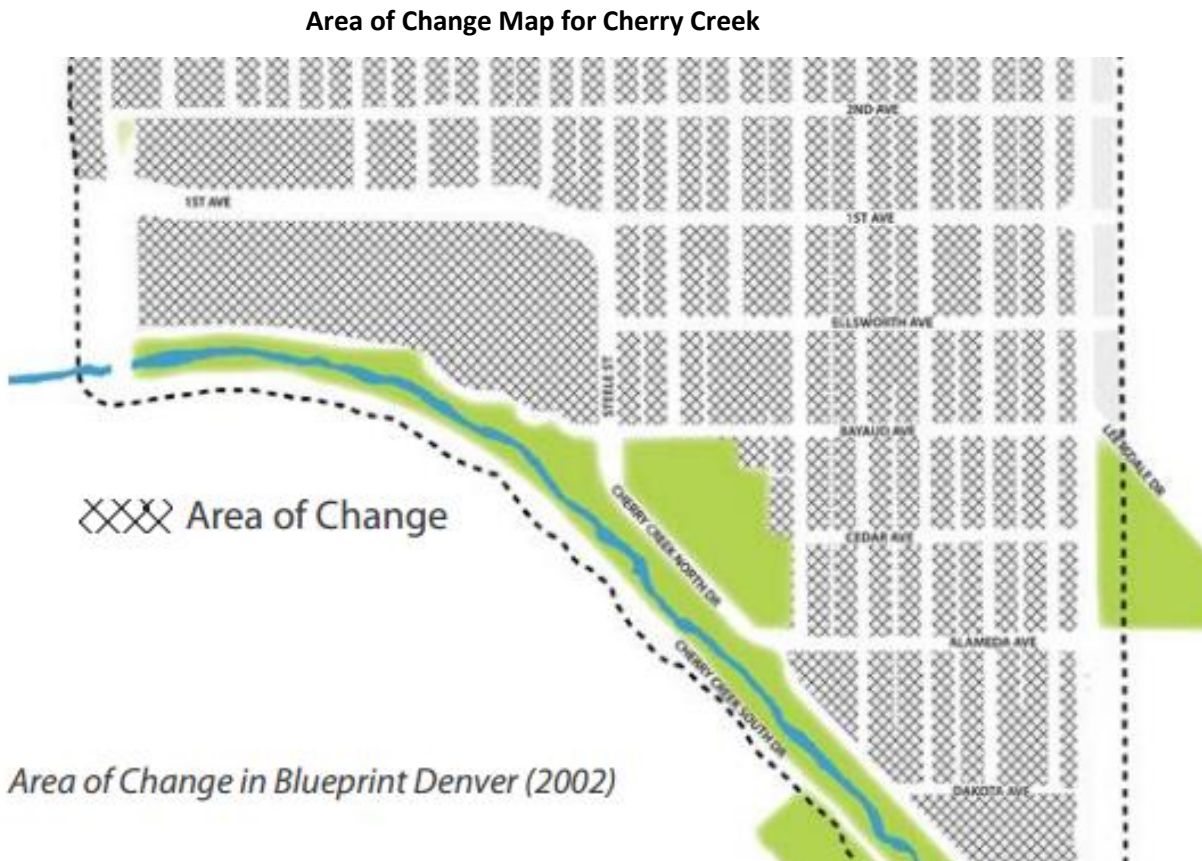 Area of Change Map for Cherry Creek
2ND AVE
1ST AVE
1ST AVE
ELLSWORTH AVE
STEELE ST
BAYAUD AVE
LEETSDALE DR
Area of Change
CHERRY CREEK NORTH DR
CEDAR AVE
ALAMEDA AVE
CHERRY CREEK SOUTH DR
Area of Change in Blueprint Denver (2002)
DAKOTA AVE